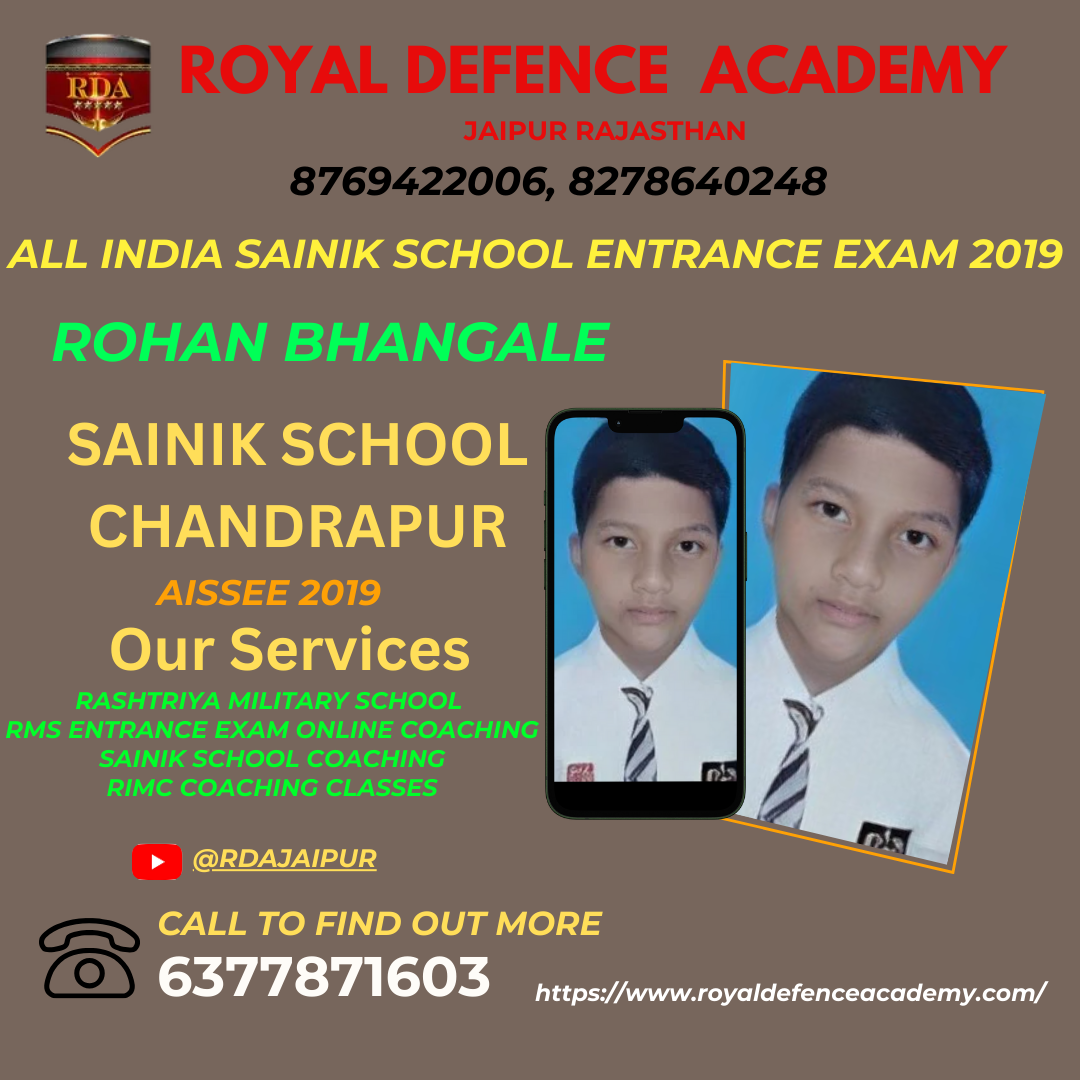 RDA
ROYAL DEFENCE ACADEMY
JAIPUR RAJASTHAN
8769422006, 8278640248
ALL INDIA SAINIK SCHOOL ENTRANCE EXAM 2019
ROHAN BHANGALE
SAINIK SCHOOL
CHANDRAPUR
AISSEE 2019
Our Services
RASHTRIYA MILITARY SCHOOL
RMS ENTRANCE EXAM ONLINE COACHING
SAINIK SCHOOL COACHING
RIMC COACHING CLASSES
@RDAJAIPUR
CALL TO FIND OUT MORE
6377871603
https://www.royaldefenceacademy.com/